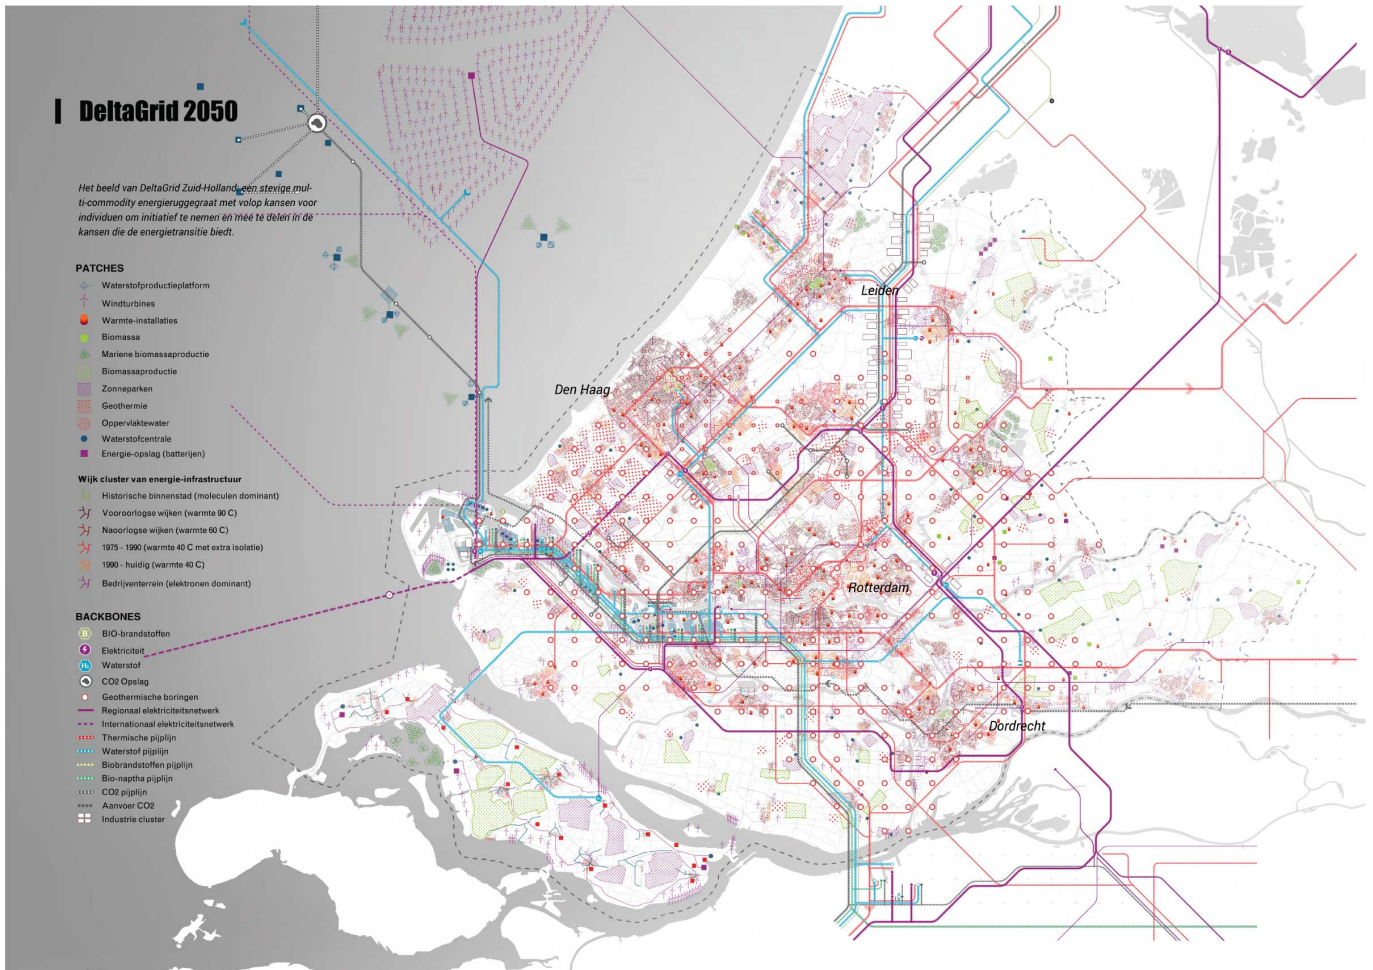 DeltaGrid 2050
Het beeld van DeltaGrid Zuid-Holland: een stevige mul-
ti-commodity energieruggegraat met volop kansen voor
individuen om initiatief te nemen en mee te delen in de
kansen die de energietransitie biedt.
PATCHES
Waterstofproductieplatform
Windturbines
Warmte-installaties
Biomassa
Mariene biomassaproductie
Biomassaproductie
Zonneparken
Geothermie
Oppervlaktewater
Waterstofcentrale
Energie-opslag (batterijen)
Wijk cluster van energie-infrastructuur
Historische binnenstad (moleculen dominant)
Vooroorlogse wijken (warmte 90 C)
Naoorlogse wijken (warmte 60 C)
1975 - 1990 (warmte 40 C met extra isolatie)
1990 - huidig (warmte 40 C)
Bedrijventerrein (elektronen dominant)
BACKBONES
B BIO-brandstoffen
Elektriciteit
H₂ Waterstof
CO2 Opslag
Geothermische boringen
Regionaal elektriciteitsnetwerk
Internationaal elektriciteitsnetwerk
Thermische pijplijn
Waterstof pijplijn
Biobrandstoffen pijplijn
Bio-naptha pijplijn
CO2 pijplijn
Aanvoer CO2
Industrie cluster
Leiden
Den Haag
Rotterdam
Dordrecht